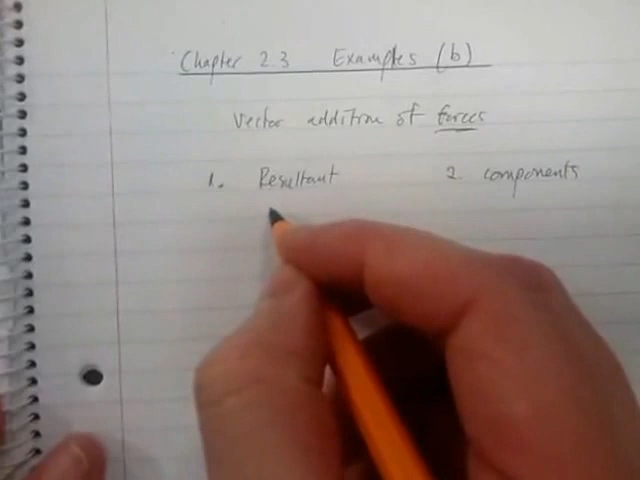 Chapter 2.3 Examples (b)
Vector addition of forces
1. Resultant 2. components